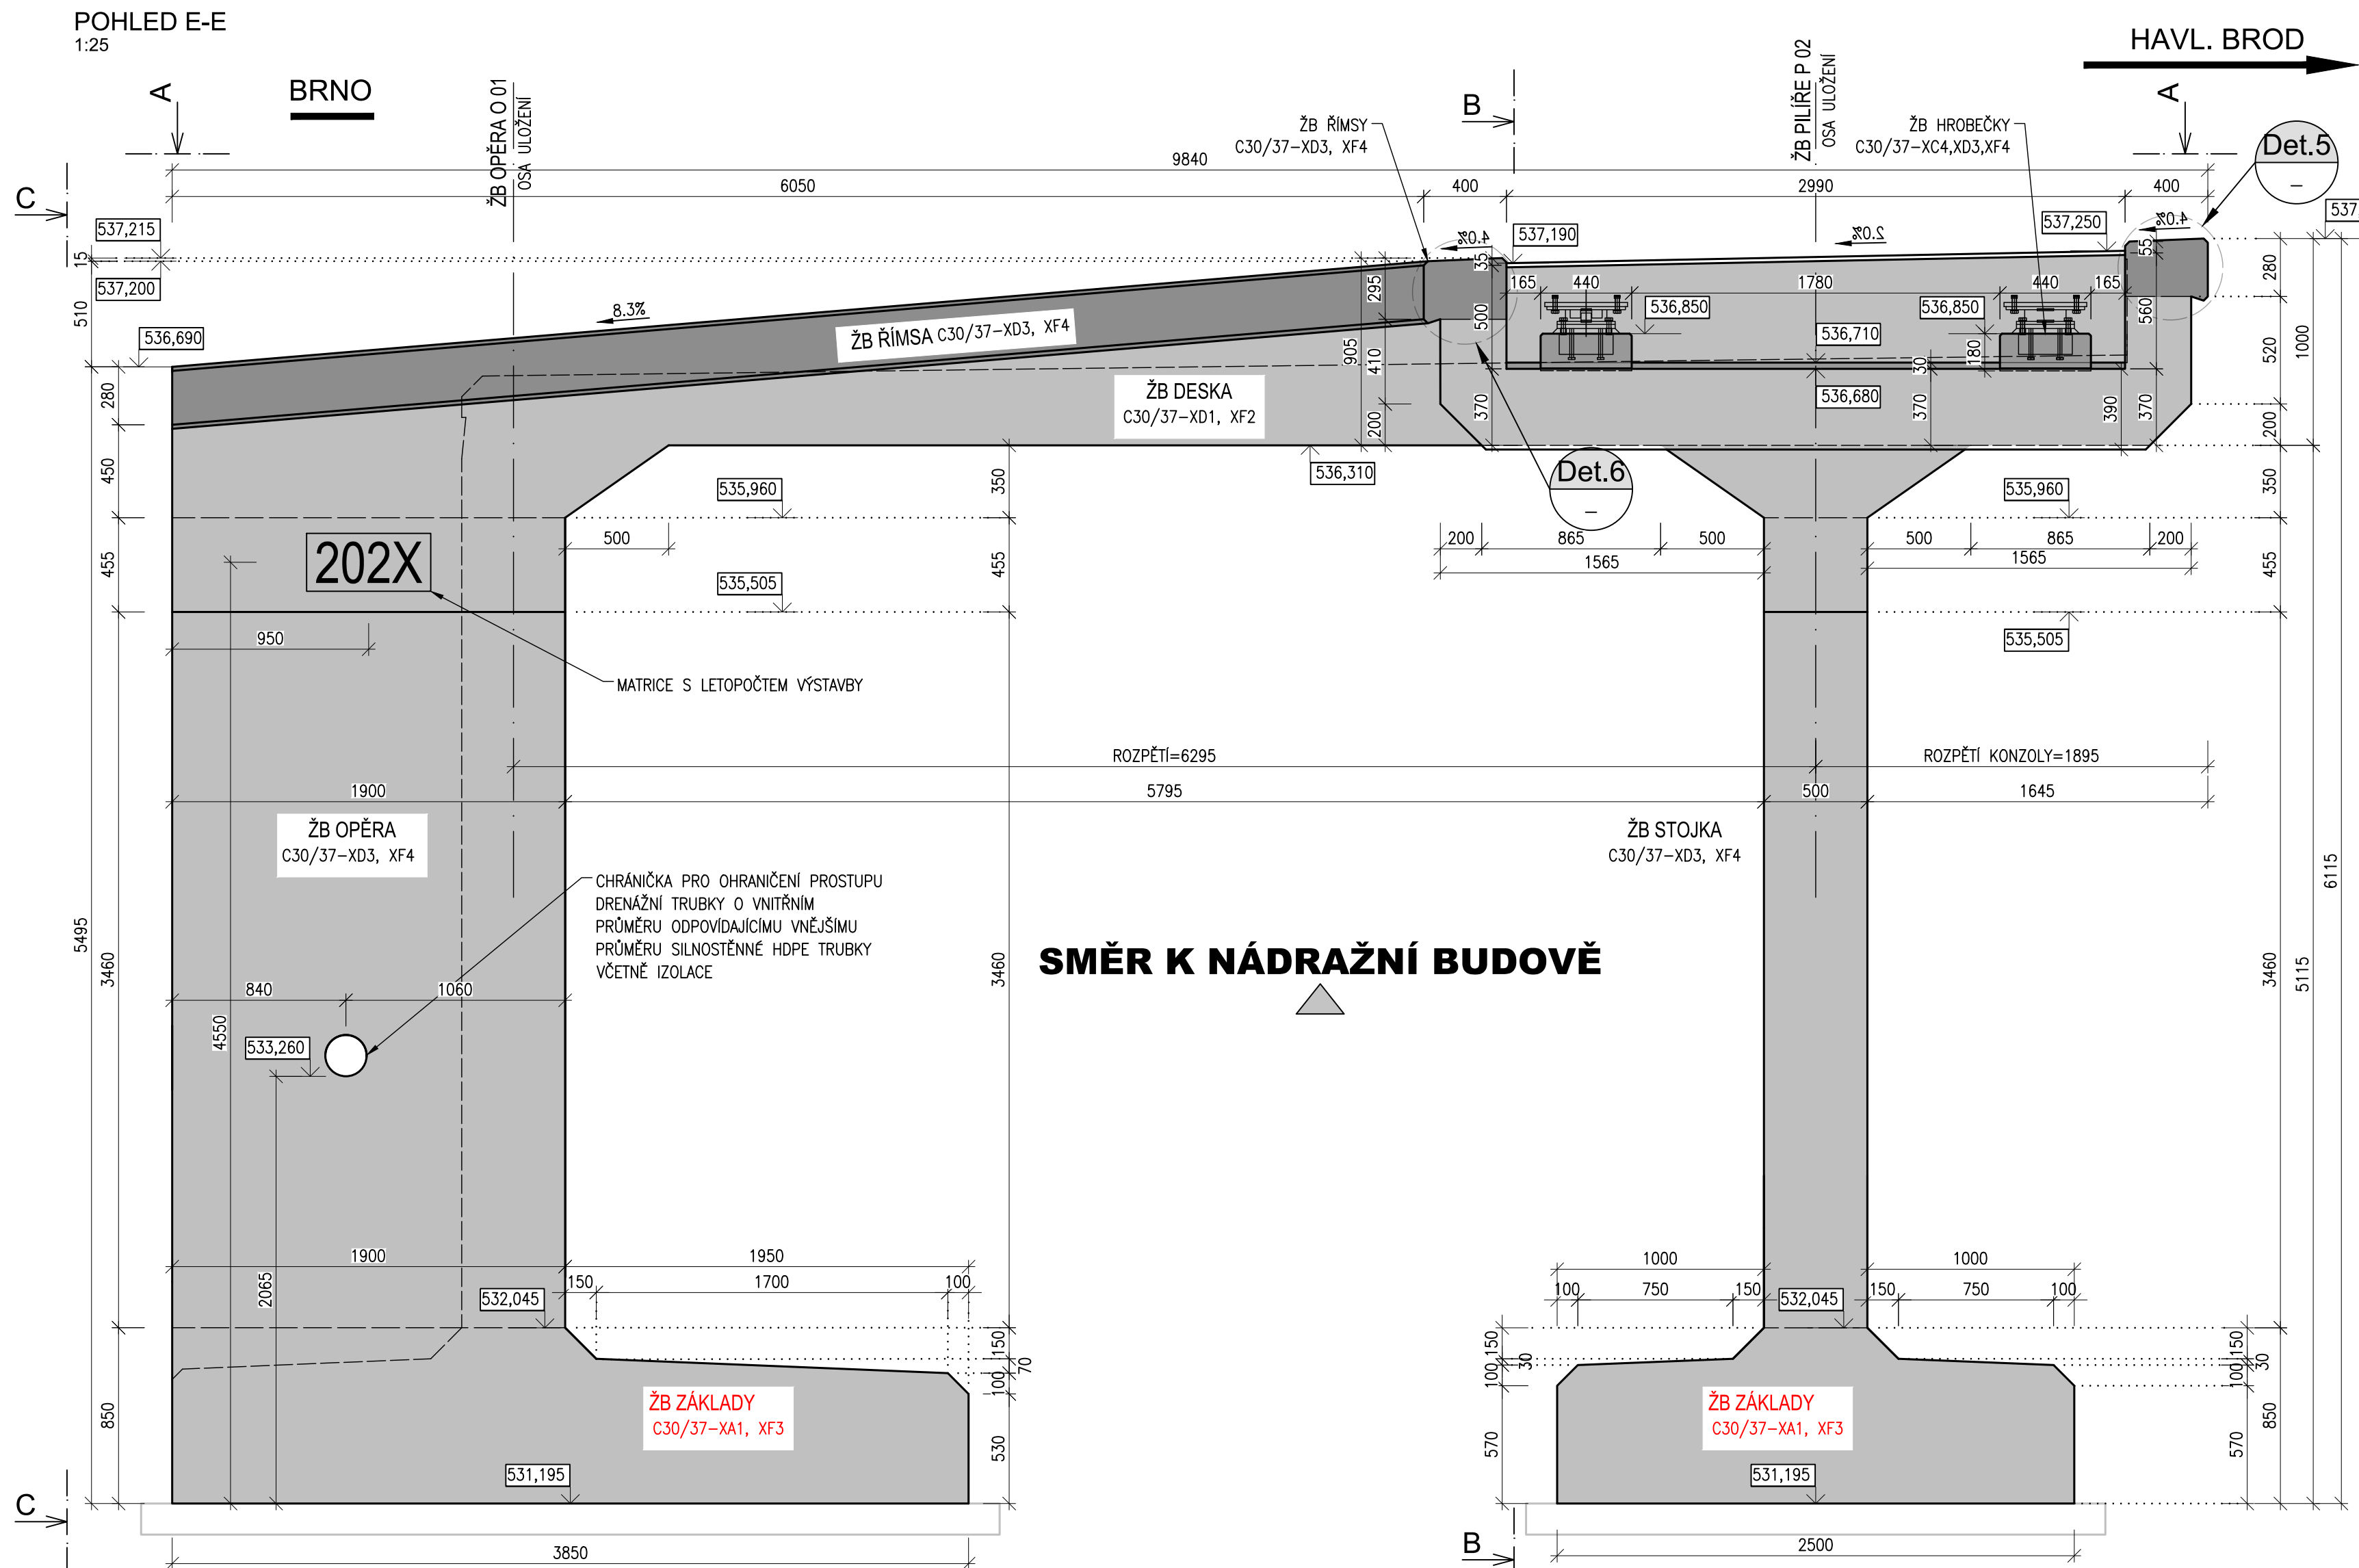 POHLED E-E
1:25
BRNO
HAVL. BROD
A
A
B
C
ŽB OPĚRA O 01
OSA ULOŽENÍ
ŽB PILÍŘE P 02
OSA ULOŽENÍ
ŽB ŘÍMSY
C30/37-XD3, XF4
ŽB HROBEČKY
C30/37-XC4,XD3,XF4
Det.5
–
9840
6050
400
2990
400
537,215
537,200
15
510
536,690
8.3%
4.0%
537,190
2.0%
537,250
4.0%
537,
ŽB ŘÍMSA C30/37-XD3, XF4
295
35
905
410
200
500
370
165
440
1780
440
165
536,850
536,850
536,710
536,680
30
180
370
390
55
560
370
280
520
200
1000
ŽB DESKA
C30/37-XD1, XF2
280
450
455
536,310
Det.6
–
535,960
350
500
455
535,505
535,960
350
455
535,505
200
865
500
1565
500
865
200
1565
202X
950
MATRICE S LETOPOČTEM VÝSTAVBY
ROZPĚTÍ=6295
ROZPĚTÍ KONZOLY=1895
1900
5795
500
1645
ŽB OPĚRA
C30/37-XD3, XF4
ŽB STOJKA
C30/37-XD3, XF4
CHRÁNIČKA PRO OHRANIČENÍ PROSTUPU
DRENÁŽNÍ TRUBKY O VNITŘNÍM
PRŮMĚRU ODPOVÍDAJÍCÍMU VNĚJŠÍMU
PRŮMĚRU SILNOSTĚNNÉ HDPE TRUBKY
VČETNĚ IZOLACE
SMĚR K NÁDRAŽNÍ BUDOVĚ
5495
3460
3460
3460
5115
6115
840
1060
4550
533,260
2065
1900
1950
150
1700
100
532,045
1000
1000
100
750
150
532,045
150
750
100
150
70
100
530
150
30
100
570
150
30
100
570
850
850
ŽB ZÁKLADY
C30/37-XA1, XF3
ŽB ZÁKLADY
C30/37-XA1, XF3
531,195
531,195
C
B
3850
2500